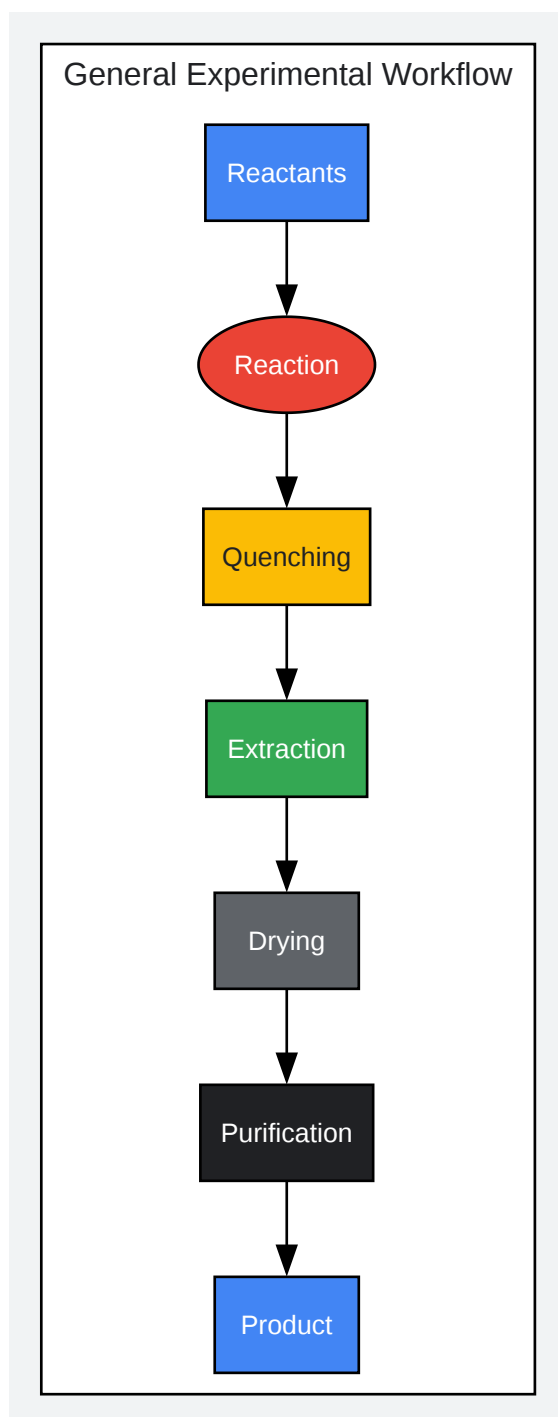 General Experimental Workflow
Reactants
Reaction
Quenching
Extraction
Drying
Purification
Product